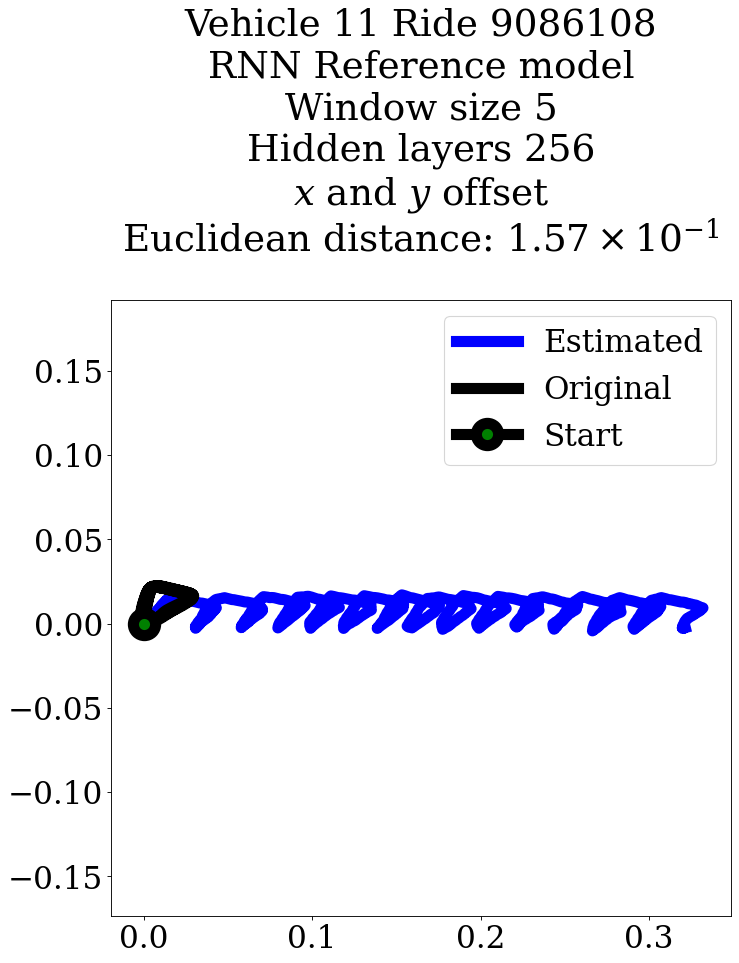 Vehicle 11 Ride 9086108
RNN Reference model
Window size 5
Hidden layers 256
x and y offset
Euclidean distance: 1.57 × 10⁻¹
Estimated
Original
Start
0.15
0.10
0.05
0.00
−0.05
−0.10
−0.15
0.0 0.1 0.2 0.3